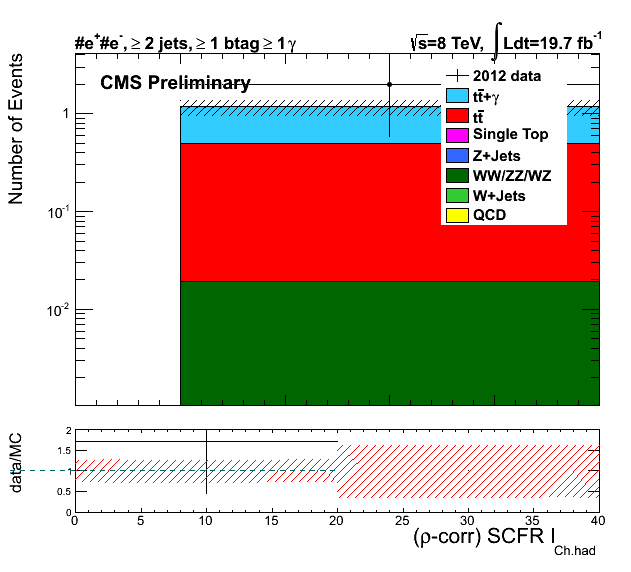 #e⁺#e⁻, ≥ 2 jets, ≥ 1 btag ≥ 1 γ
√s=8 TeV, ∫ Ldt=19.7 fb⁻¹
CMS Preliminary
2012 data
tt̄+γ
tt̄
Single Top
Z+Jets
WW/ZZ/WZ
W+Jets
QCD
Number of Events
1
10⁻¹
10⁻²
data/MC
2
1.5
1
0.5
0
0 5 10 15 20 25 30 35 40
(ρ-corr) SCFR I_Ch.had